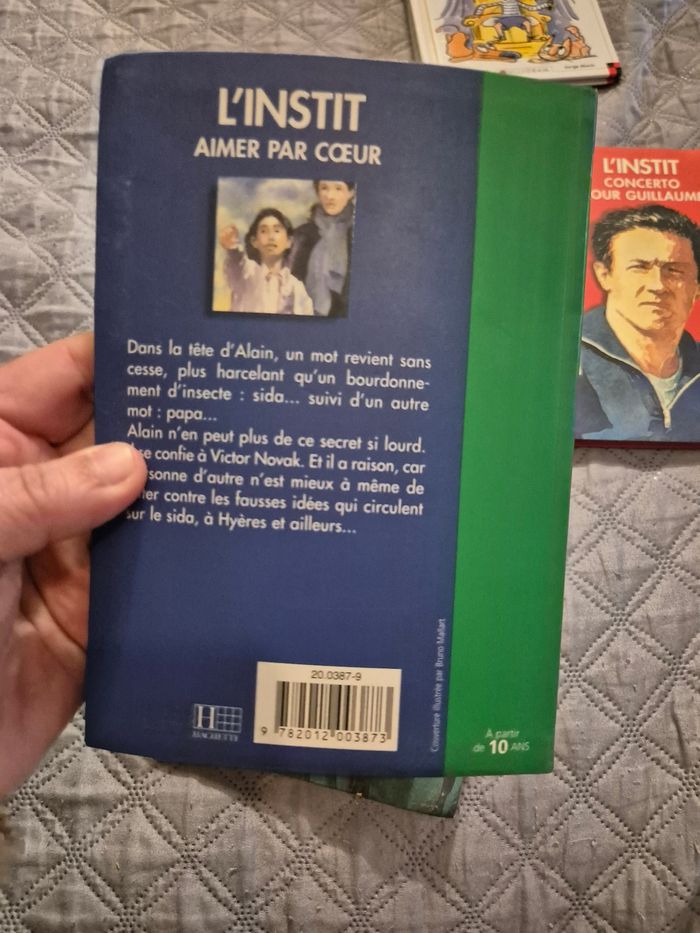 L'INSTIT
AIMER PAR CŒUR
Dans la tête d'Alain, un mot revient sans
cesse, plus harcelant qu'un bourdonne-
ment d'insecte : sida... suivi d'un autre
mot : papa...
Alain n'en peut plus de ce secret si lourd.
se confie à Victor Novak. Et il a raison, car
sonne d'autre n'est mieux à même de
er contre les fausses idées qui circulent
sur le sida, à Hyères et ailleurs...
Couverture illustrée par Bruno Mallart
20.0387-9
9 782012 003873
H
HACHETTE
À partir
de 10 ANS
L'INSTIT
CONCERTO
OUR GUILLAUME